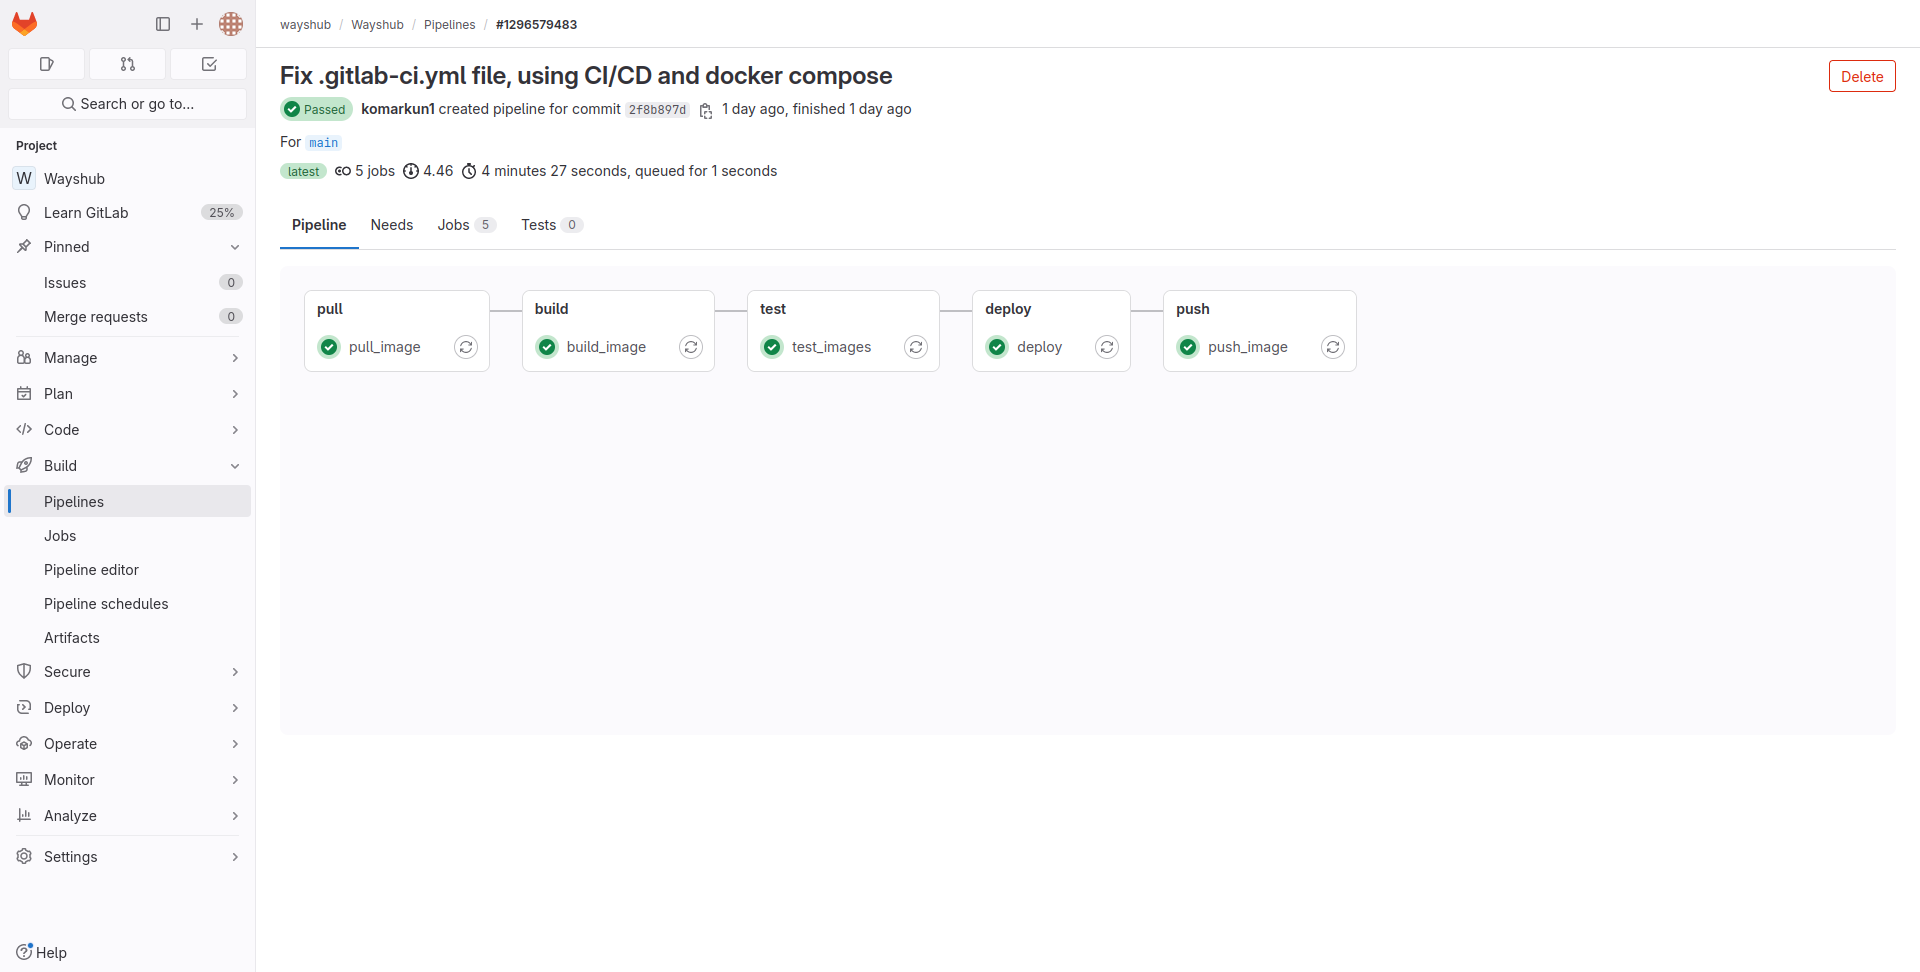 wayshub / Wayshub / Pipelines / #1296579483
Search or go to...
Project
W Wayshub
Learn GitLab 25%
Pinned
Issues 0
Merge requests 0
Manage
Plan
Code
Build
Pipelines
Jobs
Pipeline editor
Pipeline schedules
Artifacts
Secure
Deploy
Operate
Monitor
Analyze
Settings
Help
Fix .gitlab-ci.yml file, using CI/CD and docker compose
Delete
Passed komarkun1 created pipeline for commit 2f8b897d 1 day ago, finished 1 day ago
For main
latest 5 jobs 4.46 4 minutes 27 seconds, queued for 1 seconds
Pipeline Needs Jobs 5 Tests 0
pull build test deploy push
pull_image build_image test_images deploy push_image